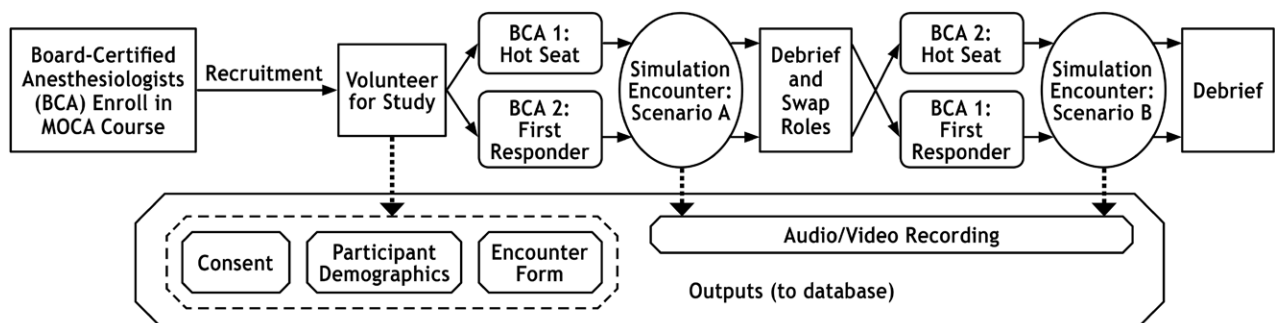 Board-Certified
Anesthesiologists
(BCA) Enroll in
MOCA Course
Recruitment
Volunteer
for Study
BCA 1:
Hot Seat
BCA 2:
First
Responder
Simulation
Encounter:
Scenario A
Debrief
and
Swap
Roles
BCA 2:
Hot Seat
BCA 1:
First
Responder
Simulation
Encounter:
Scenario B
Debrief
Consent
Participant
Demographics
Encounter
Form
Audio/Video Recording
Outputs (to database)